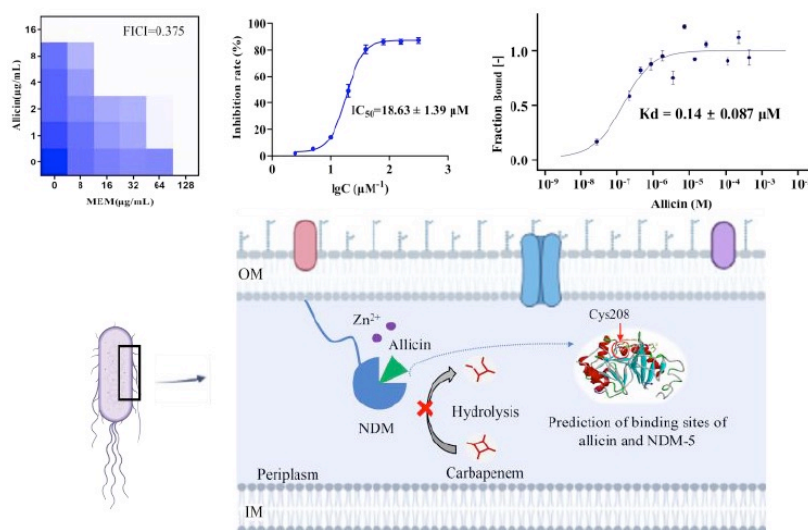 FICI=0.375
Allicin(µg/mL)
16
8
4
2
1
0
0 8 16 32 64 128
MEM(µg/mL)
Inhibition rate (%)
100
80
60
40
20
0
IC50=18.63 ± 1.39 µM
0 1 2 3
lgC (µM-1)
Fraction Bound [-]
1.0
0.5
0.0
Kd = 0.14 ± 0.087 µM
10-9 10-8 10-7 10-6 10-5 10-4 10-3 10-2
Allicin (M)
OM
Zn2+
Allicin
NDM
Hydrolysis
Carbapenem
Cys208
Prediction of binding sites of
allicin and NDM-5
Periplasm
IM